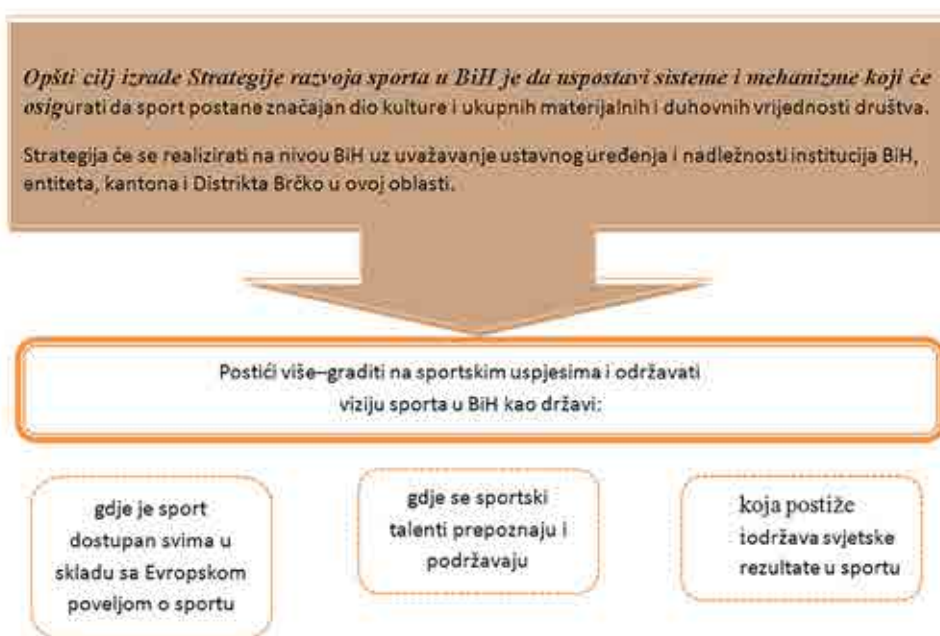 Opšti cilj izrade Strategije razvoja sporta u BiH je da uspostavi sisteme i mehanizme koji će
osigurati da sport postane značajan dio kulture i ukupnih materijalnih i duhovnih vrijednosti društva.
Strategija će se realizirati na nivou BiH uz uvažavanje ustavnog uređenja i nadležnosti institucija BiH,
entiteta, kantona i Distrikta Brčko u ovoj oblasti.
Postići više–graditi na sportskim uspjesima i održavati
viziju sporta u BiH kao državi:
gdje je sport
dostupan svima u
skladu sa Evropskom
poveljom o sportu
gdje se sportski
talenti prepoznaju i
podržavaju
koja postiže
iodržava svjetske
rezultate u sportu